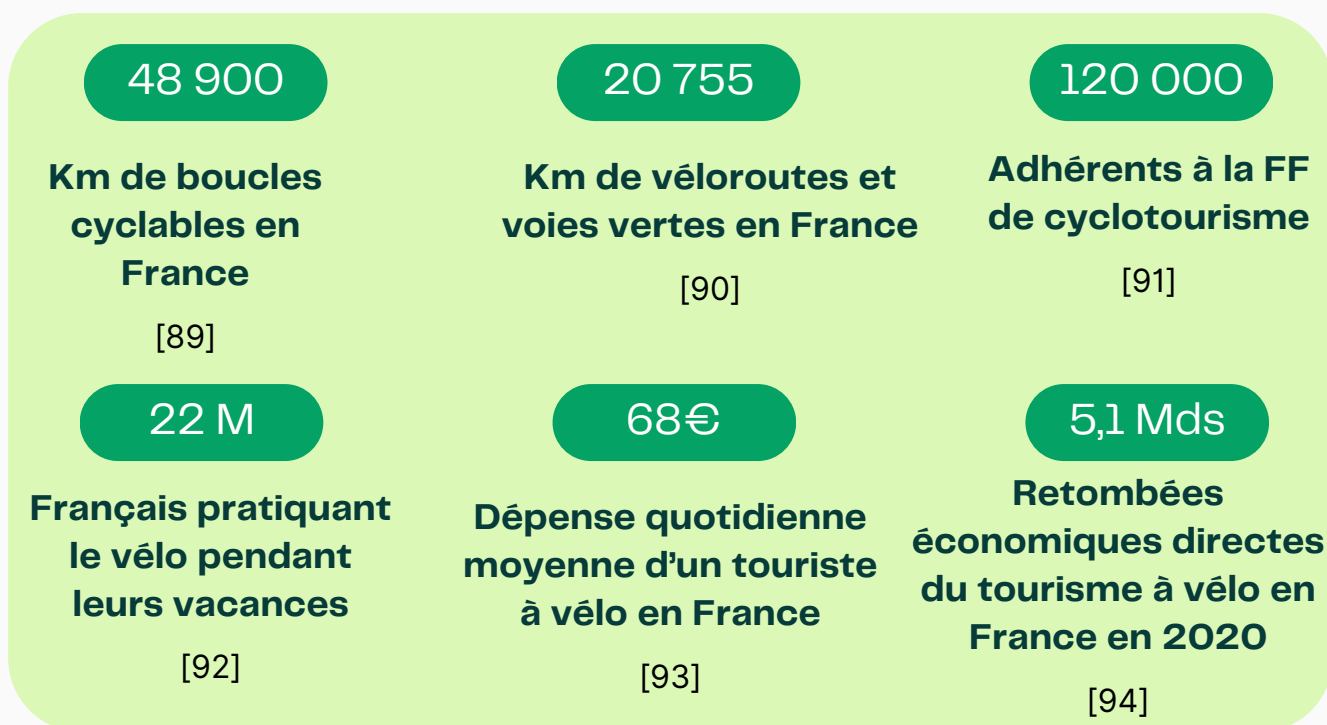 48 900
Km de boucles
cyclables en
France
[89]
20 755
Km de véloroutes et
voies vertes en France
[90]
120 000
Adhérents à la FF
de cyclotourisme
[91]
22 M
Français pratiquant
le vélo pendant
leurs vacances
[92]
68€
Dépense quotidienne
moyenne d'un touriste
à vélo en France
[93]
5,1 Mds
Retombées
économiques directes
du tourisme à vélo en
France en 2020
[94]